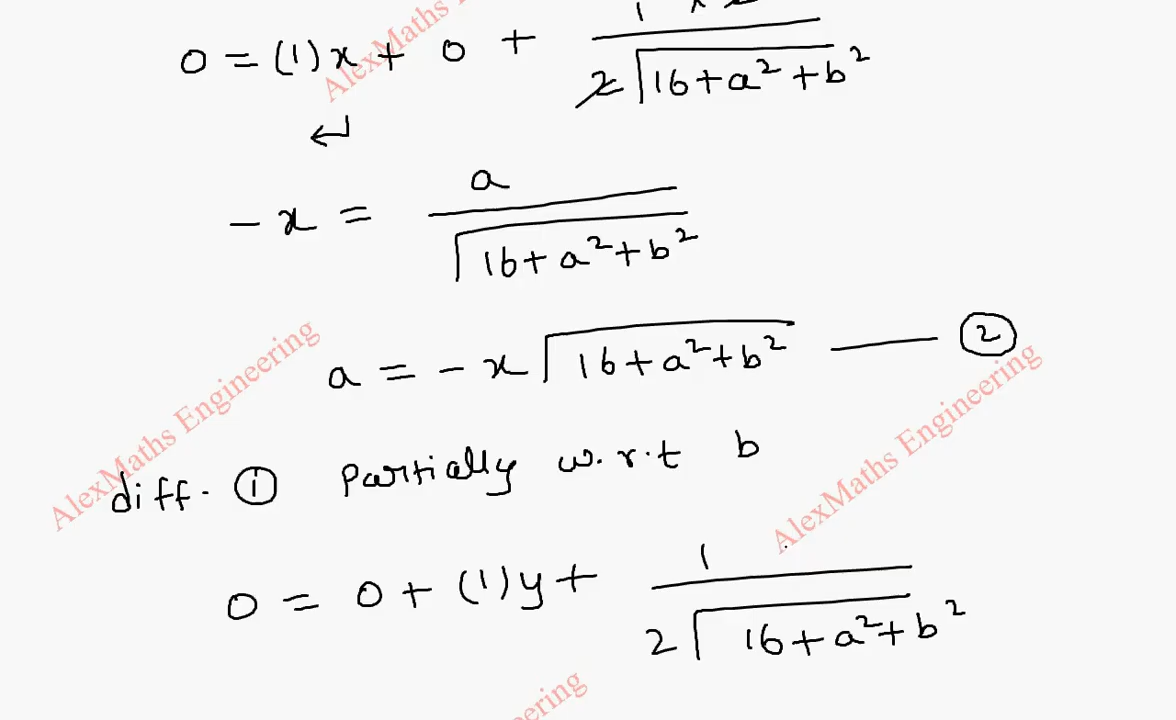 0 = (1)x + 0 + 1 / 2√16+a²+b²
↵
-x = a / √16+a²+b²
a = -x √16+a²+b² —— ②
diff. ① Partially w.r.t b
0 = 0 + (1)y + 1 / 2√16+a²+b²
AlexMaths Engineering
AlexMaths Engineering
AlexMaths Engineering